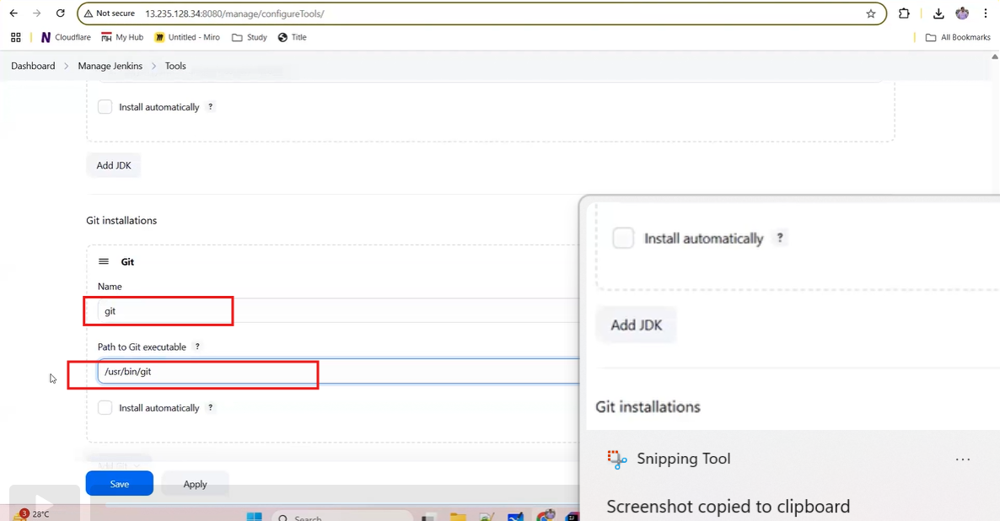 Not secure 13.235.128.34:8080/manage/configureTools/
Cloudflare My Hub Untitled - Miro Study Title All Bookmarks
Dashboard Manage Jenkins Tools
Install automatically ?
Add JDK
Git installations
Git
Name
git
Path to Git executable ?
/usr/bin/git
Install automatically ?
Add Git
Save Apply
Install automatically ?
Add JDK
Git installations
Snipping Tool ...
Screenshot copied to clipboard
3 28°C
Search